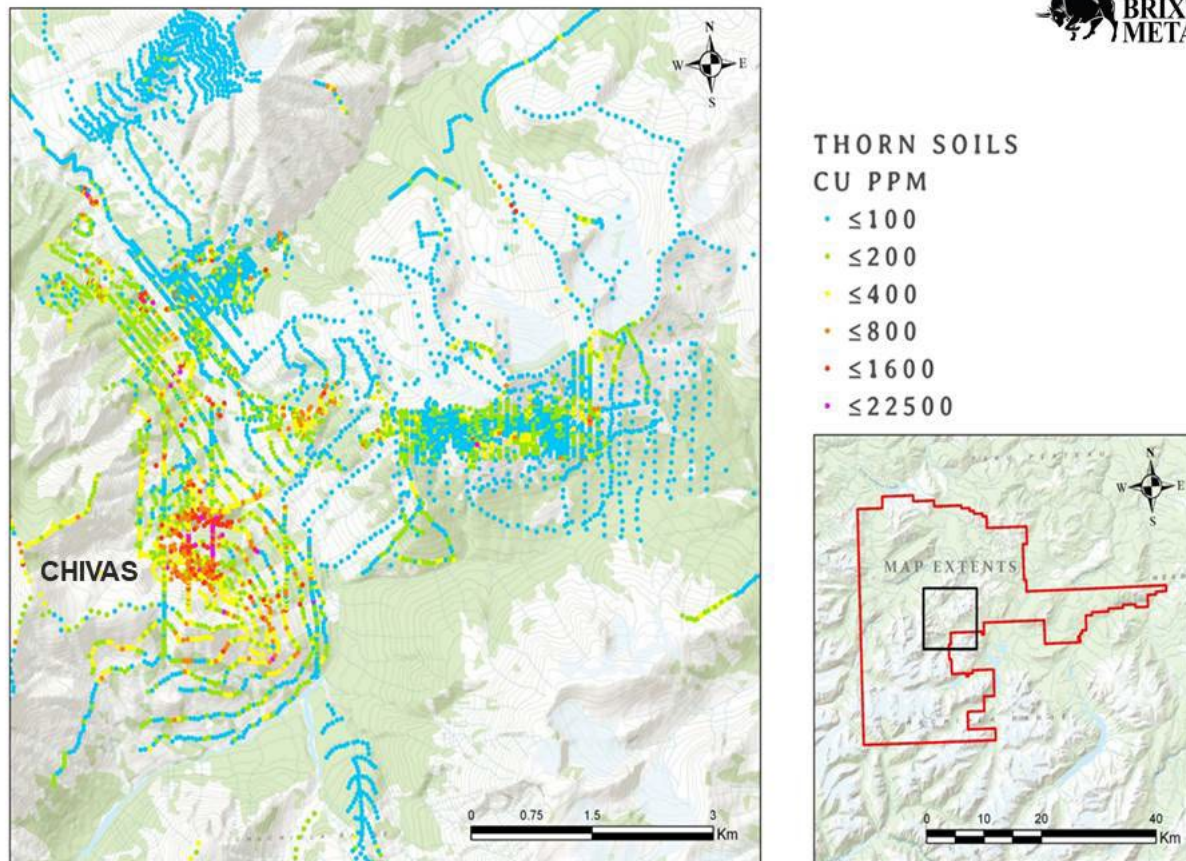 BRIX
META
N
W E
S
THORN SOILS
CU PPM
≤100
≤200
≤400
≤800
≤1600
≤22500
CHIVAS
0 0.75 1.5 3
Km
N
W E
S
MAP EXTENTS
0 10 20 40
Km